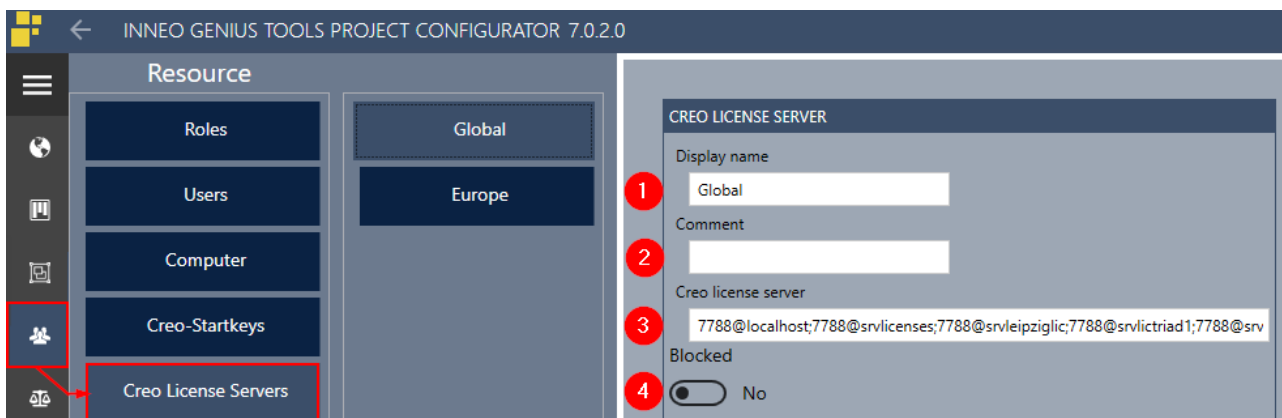 INNEO GENIUS TOOLS PROJECT CONFIGURATOR 7.0.2.0
Resource
Roles
Users
Computer
Creo-Startkeys
Creo License Servers
Global
Europe
CREO LICENSE SERVER
Display name
1 Global
Comment
2
Creo license server
3 7788@localhost;7788@srvlicenses;7788@srvleipziglic;7788@srvlictriad1;7788@srv
Blocked
4 No